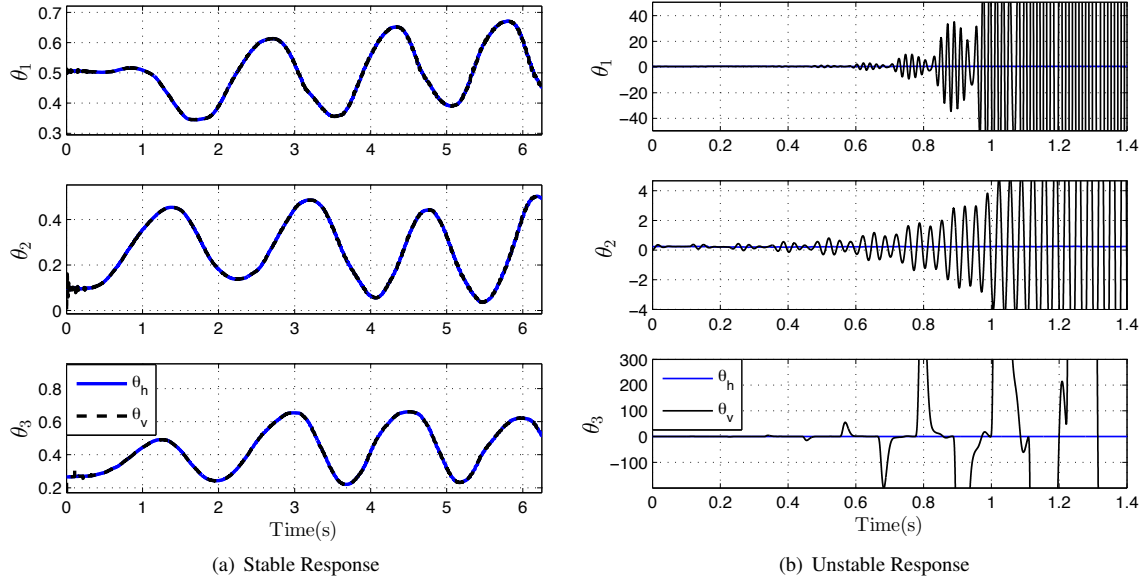 0.7
0.6
0.5
0.4
0.3
θ1
0 1 2 3 4 5 6
0.4
0.2
0
θ2
0 1 2 3 4 5 6
0.8
0.6
0.4
0.2
θ3
θh
θv
0 1 2 3 4 5 6
Time(s)
(a) Stable Response
40
20
0
−20
−40
θ1
0 0.2 0.4 0.6 0.8 1 1.2 1.4
4
2
0
−2
−4
θ2
0 0.2 0.4 0.6 0.8 1 1.2 1.4
300
200
100
0
−100
θ3
θh
θv
0 0.2 0.4 0.6 0.8 1 1.2 1.4
Time(s)
(b) Unstable Response